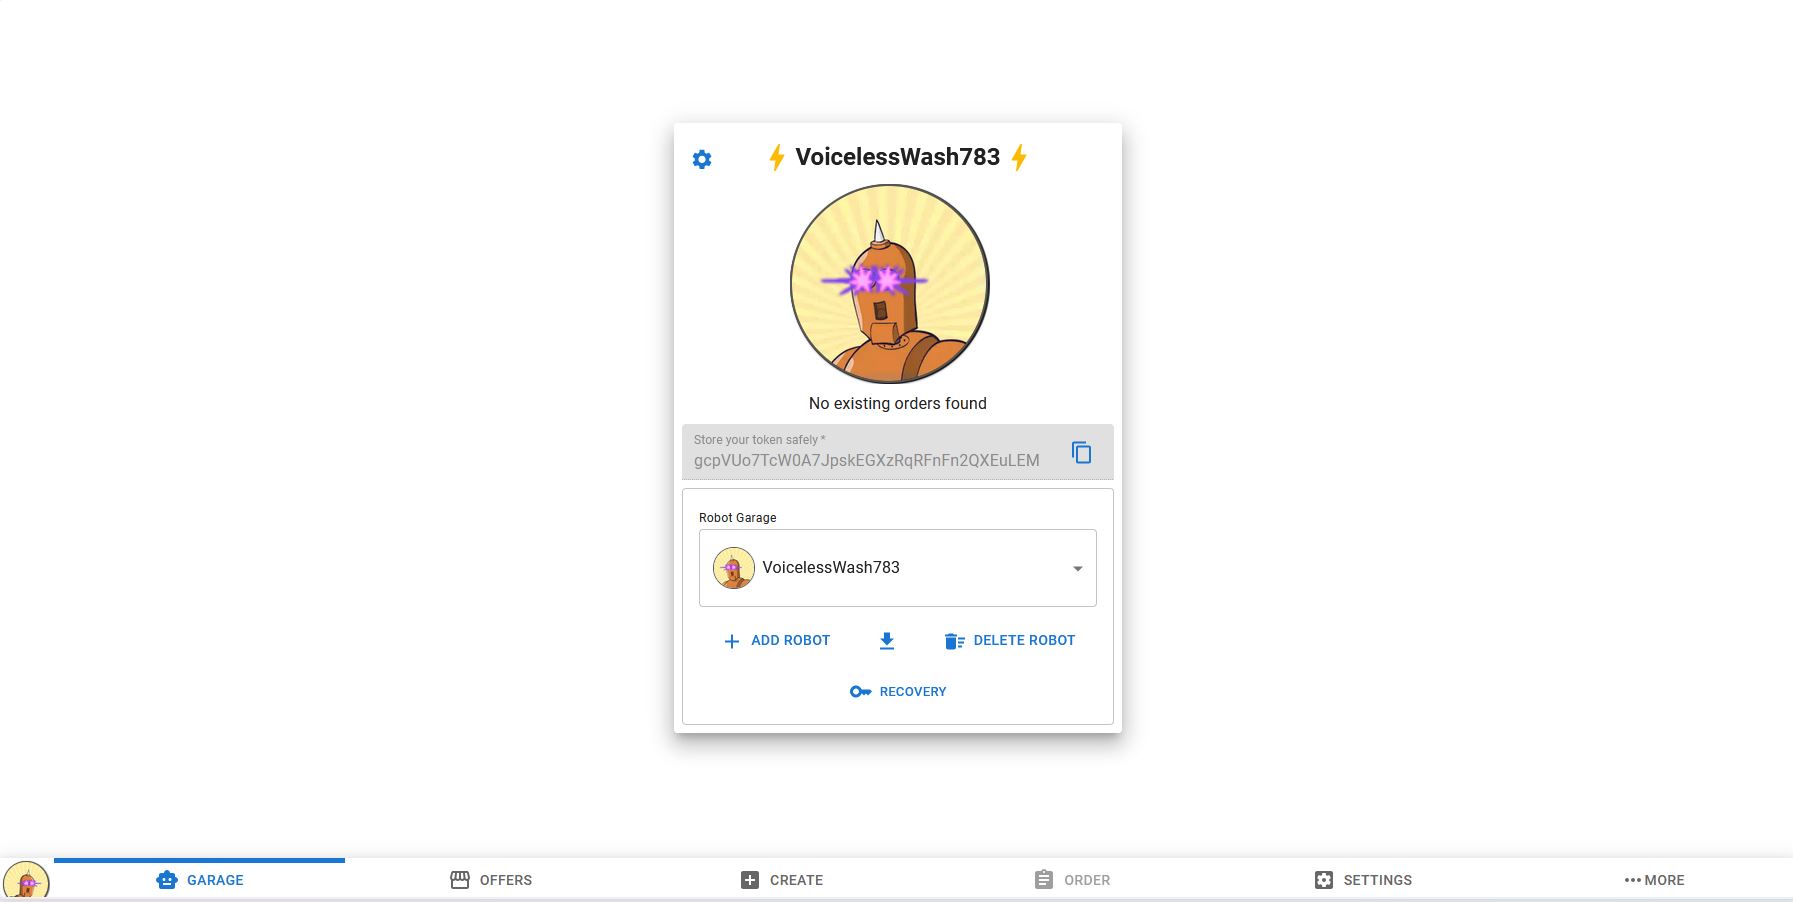 VoicelessWash783
No existing orders found
Store your token safely *
gcpVUo7TcW0A7JpskEGXzRqRFnFn2QXEuLEM
Robot Garage
VoicelessWash783
ADD ROBOT
DELETE ROBOT
RECOVERY
GARAGE
OFFERS
CREATE
ORDER
SETTINGS
MORE